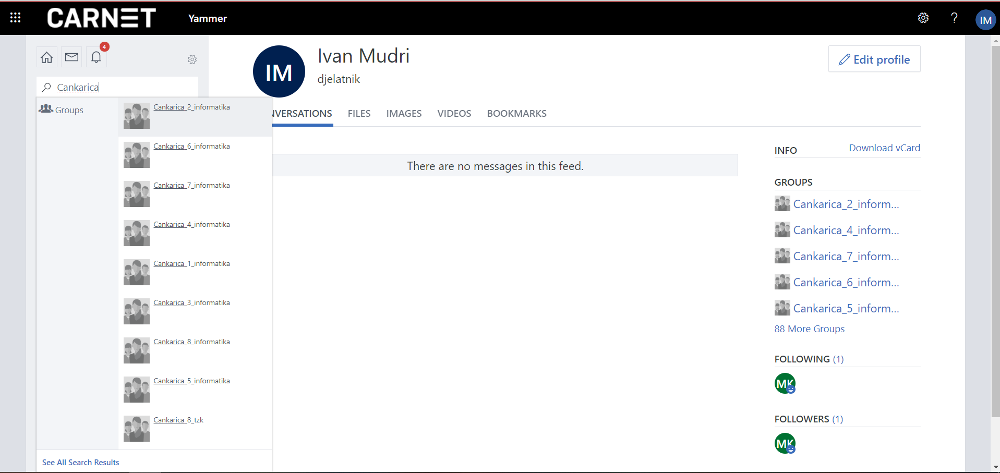 CARNET
Yammer
?
IM
4
Cankarica
Groups
Cankarica_2_informatika
Cankarica_6_informatika
Cankarica_7_informatika
Cankarica_4_informatika
Cankarica_1_informatika
Cankarica_3_informatika
Cankarica_8_informatika
Cankarica_5_informatika
Cankarica_8_tzk
See All Search Results
IM
Ivan Mudri
djelatnik
Edit profile
NVERSATIONS FILES IMAGES VIDEOS BOOKMARKS
There are no messages in this feed.
INFO Download vCard
GROUPS
Cankarica_2_inform...
Cankarica_4_inform...
Cankarica_7_inform...
Cankarica_6_inform...
Cankarica_5_inform...
88 More Groups
FOLLOWING (1)
MK
FOLLOWERS (1)
MK